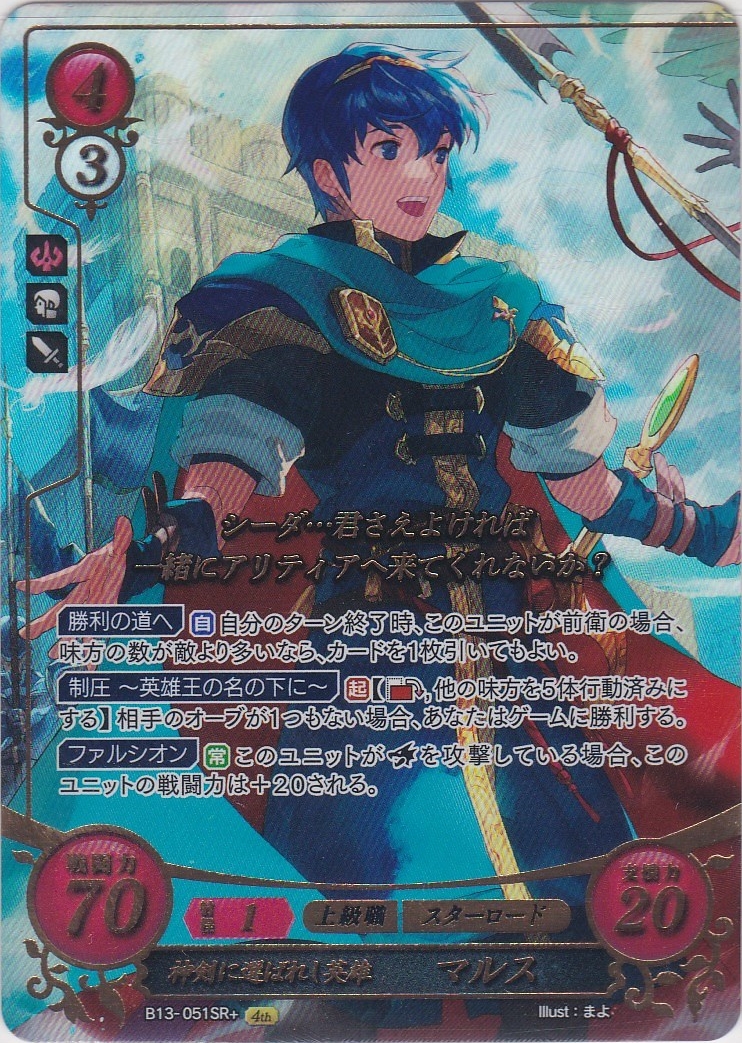 4
3
シーダ…君さえよければ
一緒にアリティアへ来てくれないか?
勝利の道へ 自 自分のターン終了時、このユニットが前衛の場合、
味方の数が敵より多いなら、カードを1枚引いてもよい。
制圧 ～英雄王の名の下に～ 起【 ,他の味方を5体行動済みに
する】相手のオーブが1つもない場合、あなたはゲームに勝利する。
ファルシオン 常 このユニットが を攻撃している場合、この
ユニットの戦闘力は+20される。
戦闘力
70
射程 1 上級職 スターロード
支援力
20
神剣に選ばれし英雄 マルス
B13-051SR+ 4th Illust:まよ